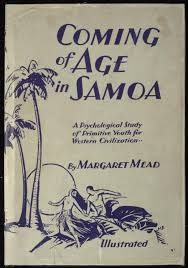 COMING
of AGE
in SAMOA
A Psychological Study
of Primitive Youth for
Western Civilization
By MARGARET MEAD
Illustrated